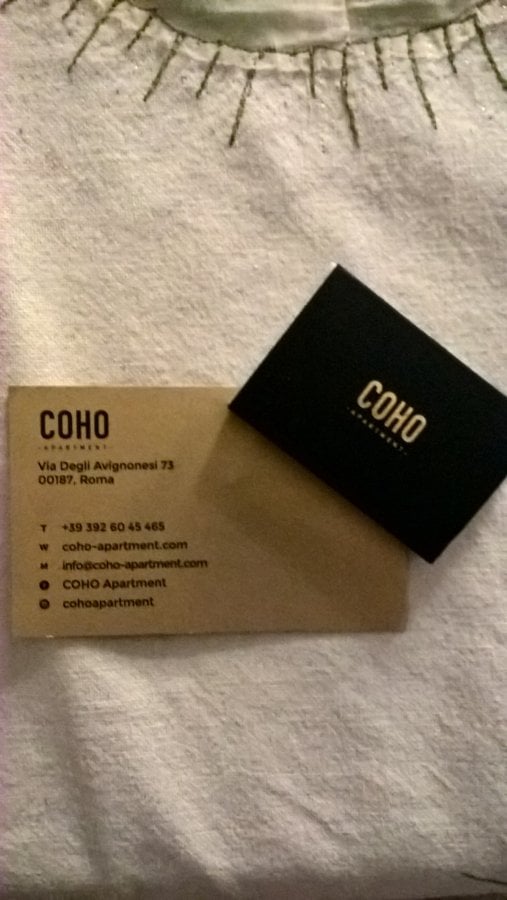 COHO
-APARTMENT-
Via Degli Avignonesi 73
00187, Roma
T +39 392 60 45 465
W coho-apartment.com
M info@coho-apartment.com
COHO Apartment
cohoapartment
COHO
-APARTMENT-